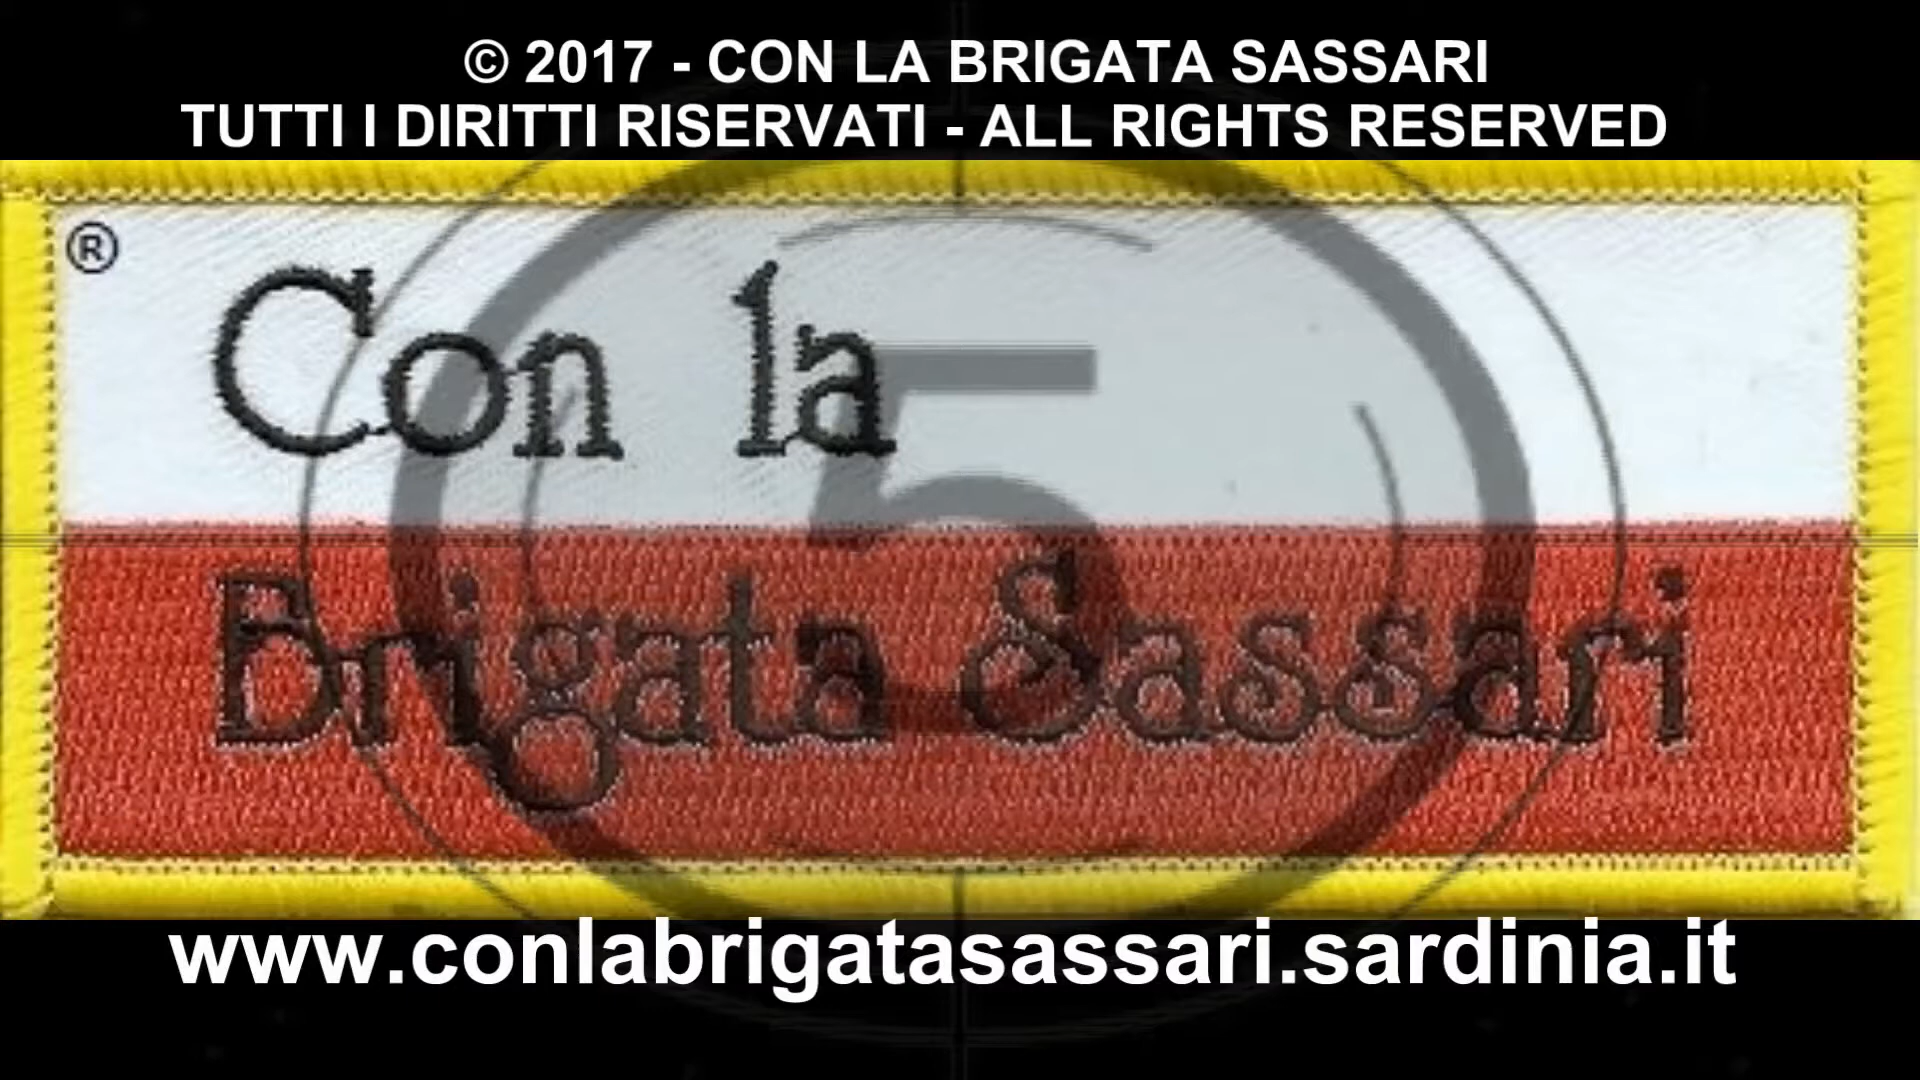 © 2017 - CON LA BRIGATA SASSARI
TUTTI I DIRITTI RISERVATI - ALL RIGHTS RESERVED
®
Con la
5
Brigata Sassari
www.conlabrigatasassari.sardinia.it